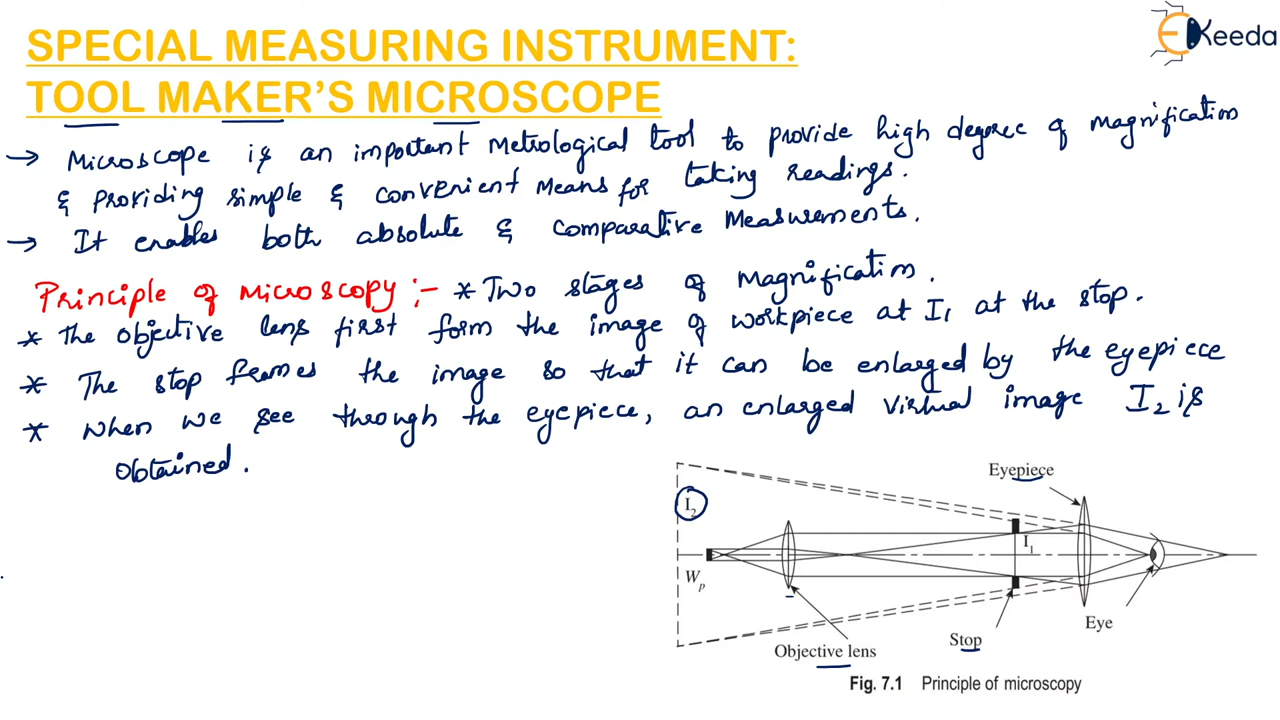 EKeeda
SPECIAL MEASURING INSTRUMENT:
TOOL MAKER'S MICROSCOPE
→ Microscope is an important Metrological tool to provide high degree of magnification
& providing simple & convenient Means for taking readings.
→ It enables both absolute & comparative Measurements.
Principle of Microscopy :- * Two stages of Magnification.
* The objective lens first form the image of workpiece at I₁ at the stop.
* The stop frames the image so that it can be enlarged by the eyepiece
* when we see through the eyepiece, an enlarged virtual image I₂ is
obtained.
Eyepiece
I₂
I₁
Wₚ
Eye
Stop
Objective lens
Fig. 7.1 Principle of microscopy